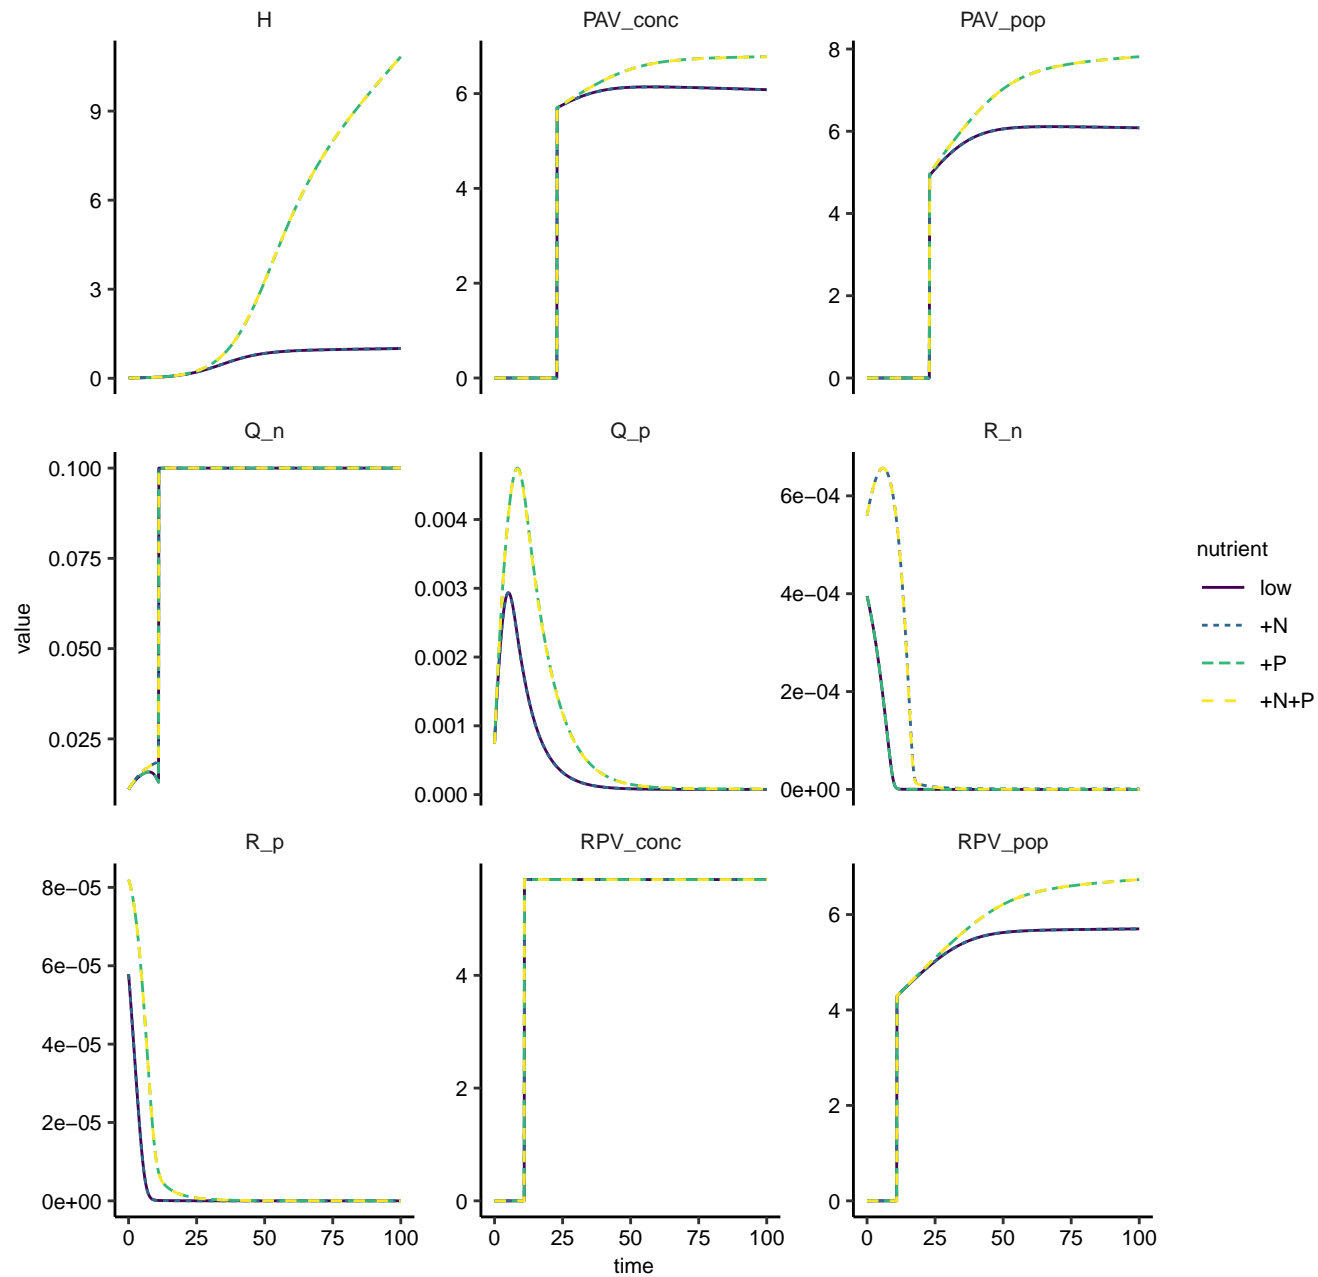 H
PAV_conc
PAV_pop
9
6
3
0
6
4
2
0
8
6
4
2
0
Q_n
Q_p
R_n
0.100
0.075
0.050
0.025
0.004
0.003
0.002
0.001
0.000
6e−04
4e−04
2e−04
0e+00
R_p
RPV_conc
RPV_pop
8e−05
6e−05
4e−05
2e−05
0e+00
4
2
0
6
4
2
0
0 25 50 75 100
0 25 50 75 100
0 25 50 75 100
time
value
nutrient
low
+N
+P
+N+P